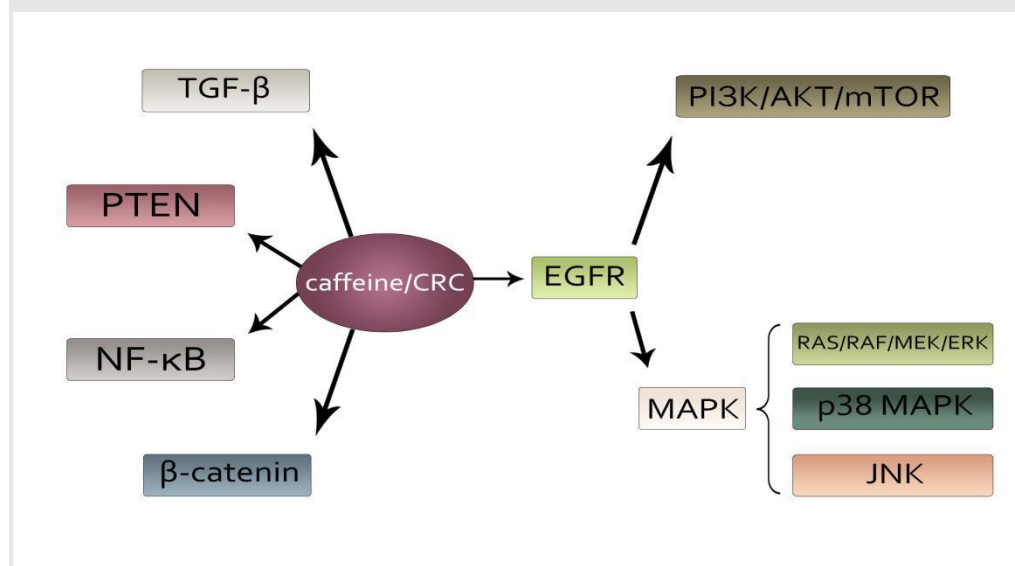 TGF-β
PI3K/AKT/mTOR
PTEN
caffeine/CRC
EGFR
NF-κB
RAS/RAF/MEK/ERK
MAPK
p38 MAPK
β-catenin
JNK